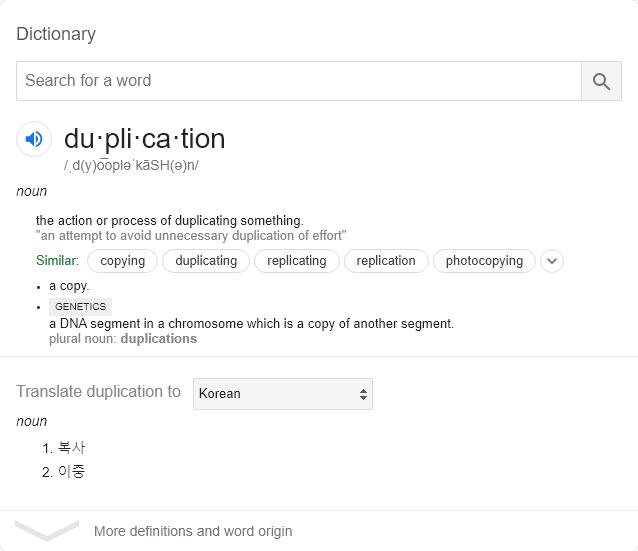 Dictionary
Search for a word
du·pli·ca·tion
/ˌd(y)o͞opləˈkāSH(ə)n/
noun
the action or process of duplicating something.
"an attempt to avoid unnecessary duplication of effort"
Similar: copying duplicating replicating replication photocopying
• a copy.
• GENETICS
a DNA segment in a chromosome which is a copy of another segment.
plural noun: duplications
Translate duplication to Korean
noun
1. 복사
2. 이중
More definitions and word origin